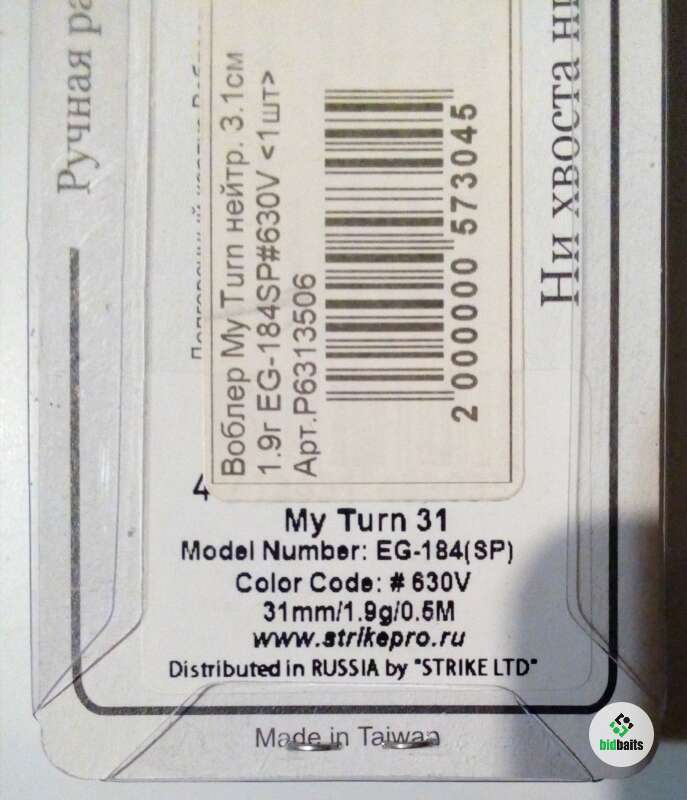 Ручная
Воблер My Turn нейтр. 3.1см
1.9г EG-184SP#630V <1шт>
Арт.P6313506
2 000000 573045
Ни хвоста
4
My Turn 31
Model Number: EG-184(SP)
Color Code: # 630V
31mm/1.9g/0.5M
www.strikepro.ru
Distributed in RUSSIA by "STRIKE LTD"
Made in Taiwan
bidbaits